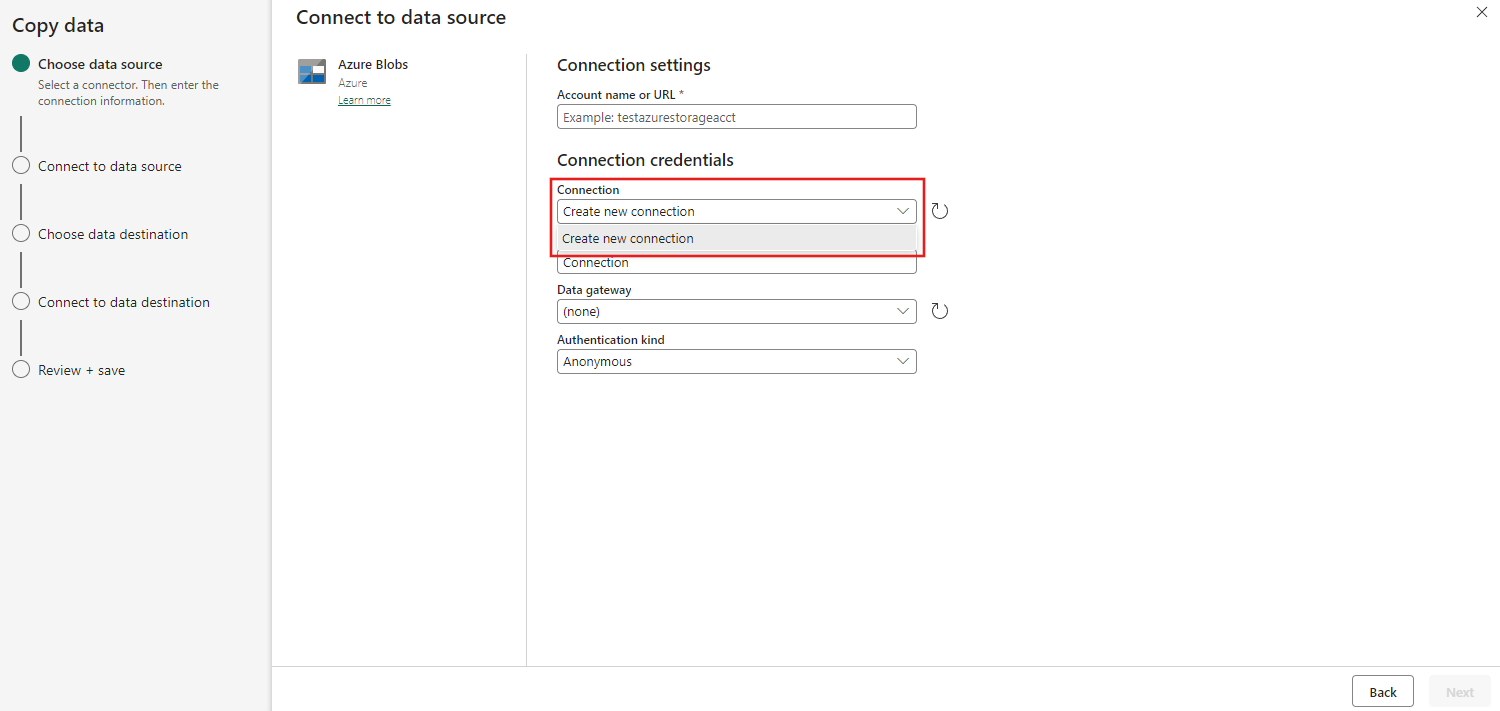 Copy data
Choose data source
Select a connector. Then enter the
connection information.
Connect to data source
Choose data destination
Connect to data destination
Review + save
Connect to data source
Azure Blobs
Azure
Learn more
Connection settings
Account name or URL *
Example: testazurestorageacct
Connection credentials
Connection
Create new connection
Create new connection
Connection
Data gateway
(none)
Authentication kind
Anonymous
Back
Next